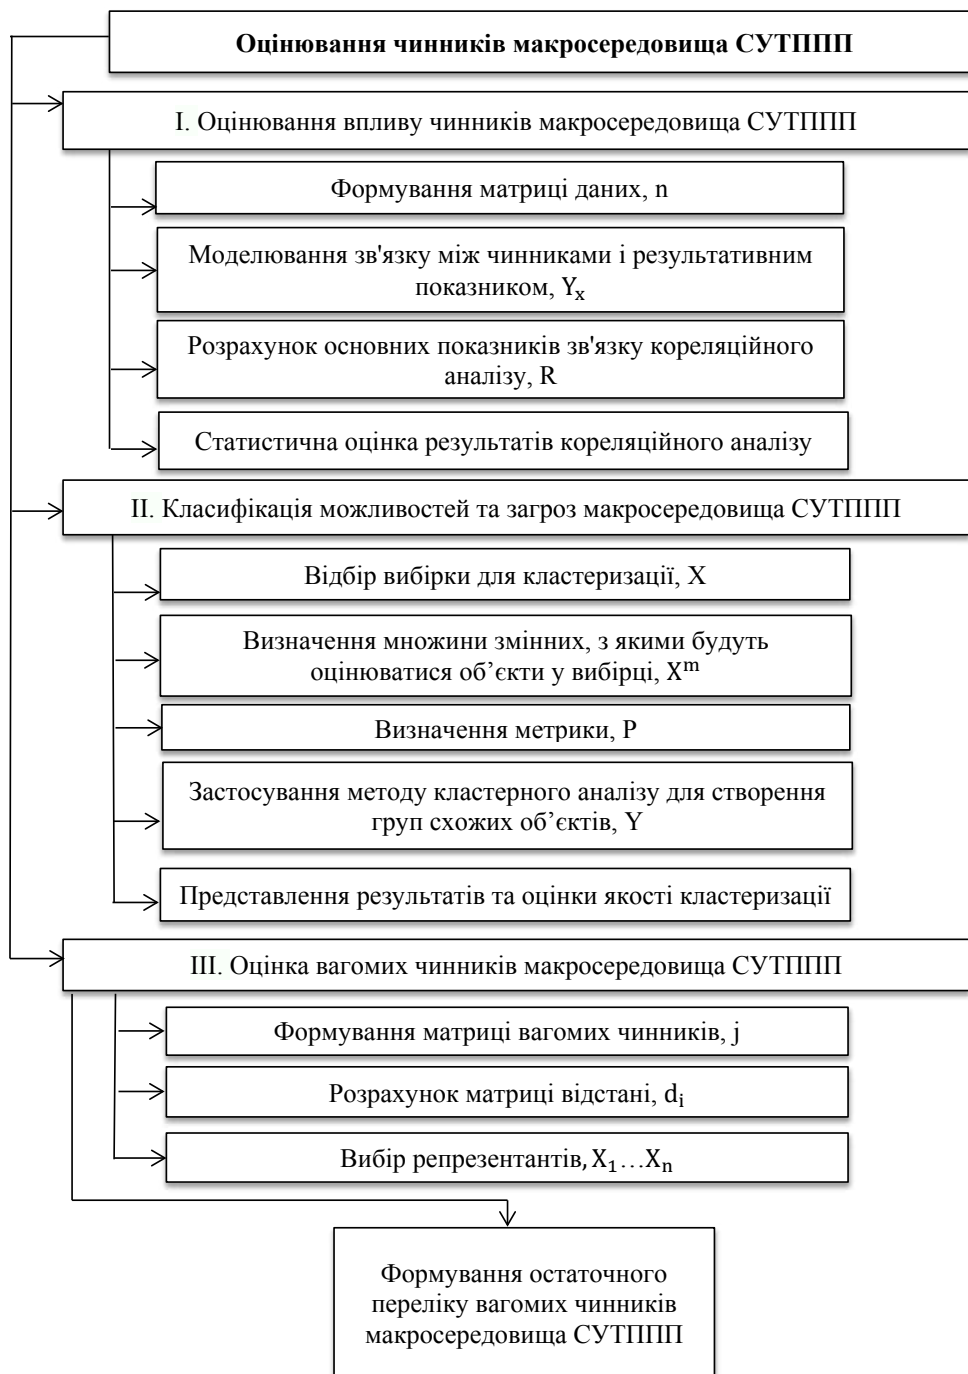 Оцінювання чинників макросередовища СУТППП
І. Оцінювання впливу чинників макросередовища СУТППП
Формування матриці даних, n
Моделювання зв'язку між чинниками і результативним
показником, Yₓ
Розрахунок основних показників зв'язку кореляційного
аналізу, R
Статистична оцінка результатів кореляційного аналізу
ІІ. Класифікація можливостей та загроз макросередовища СУТППП
Відбір вибірки для кластеризації, X
Визначення множини змінних, з якими будуть
оцінюватися об’єкти у вибірці, Xᵐ
Визначення метрики, P
Застосування методу кластерного аналізу для створення
груп схожих об’єктів, Y
Представлення результатів та оцінки якості кластеризації
ІІІ. Оцінка вагомих чинників макросередовища СУТППП
Формування матриці вагомих чинників, j
Розрахунок матриці відстані, dᵢ
Вибір репрезентантів, X₁…Xₙ
Формування остаточного
переліку вагомих чинників
макросередовища СУТППП